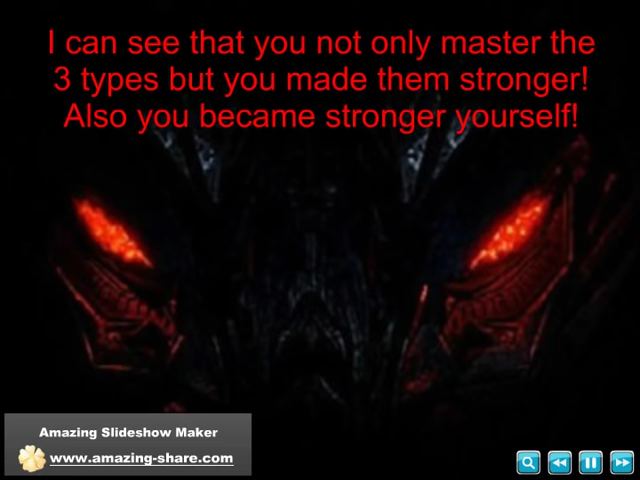 I can see that you not only master the
3 types but you made them stronger!
Also you became stronger yourself!
Amazing Slideshow Maker
www.amazing-share.com